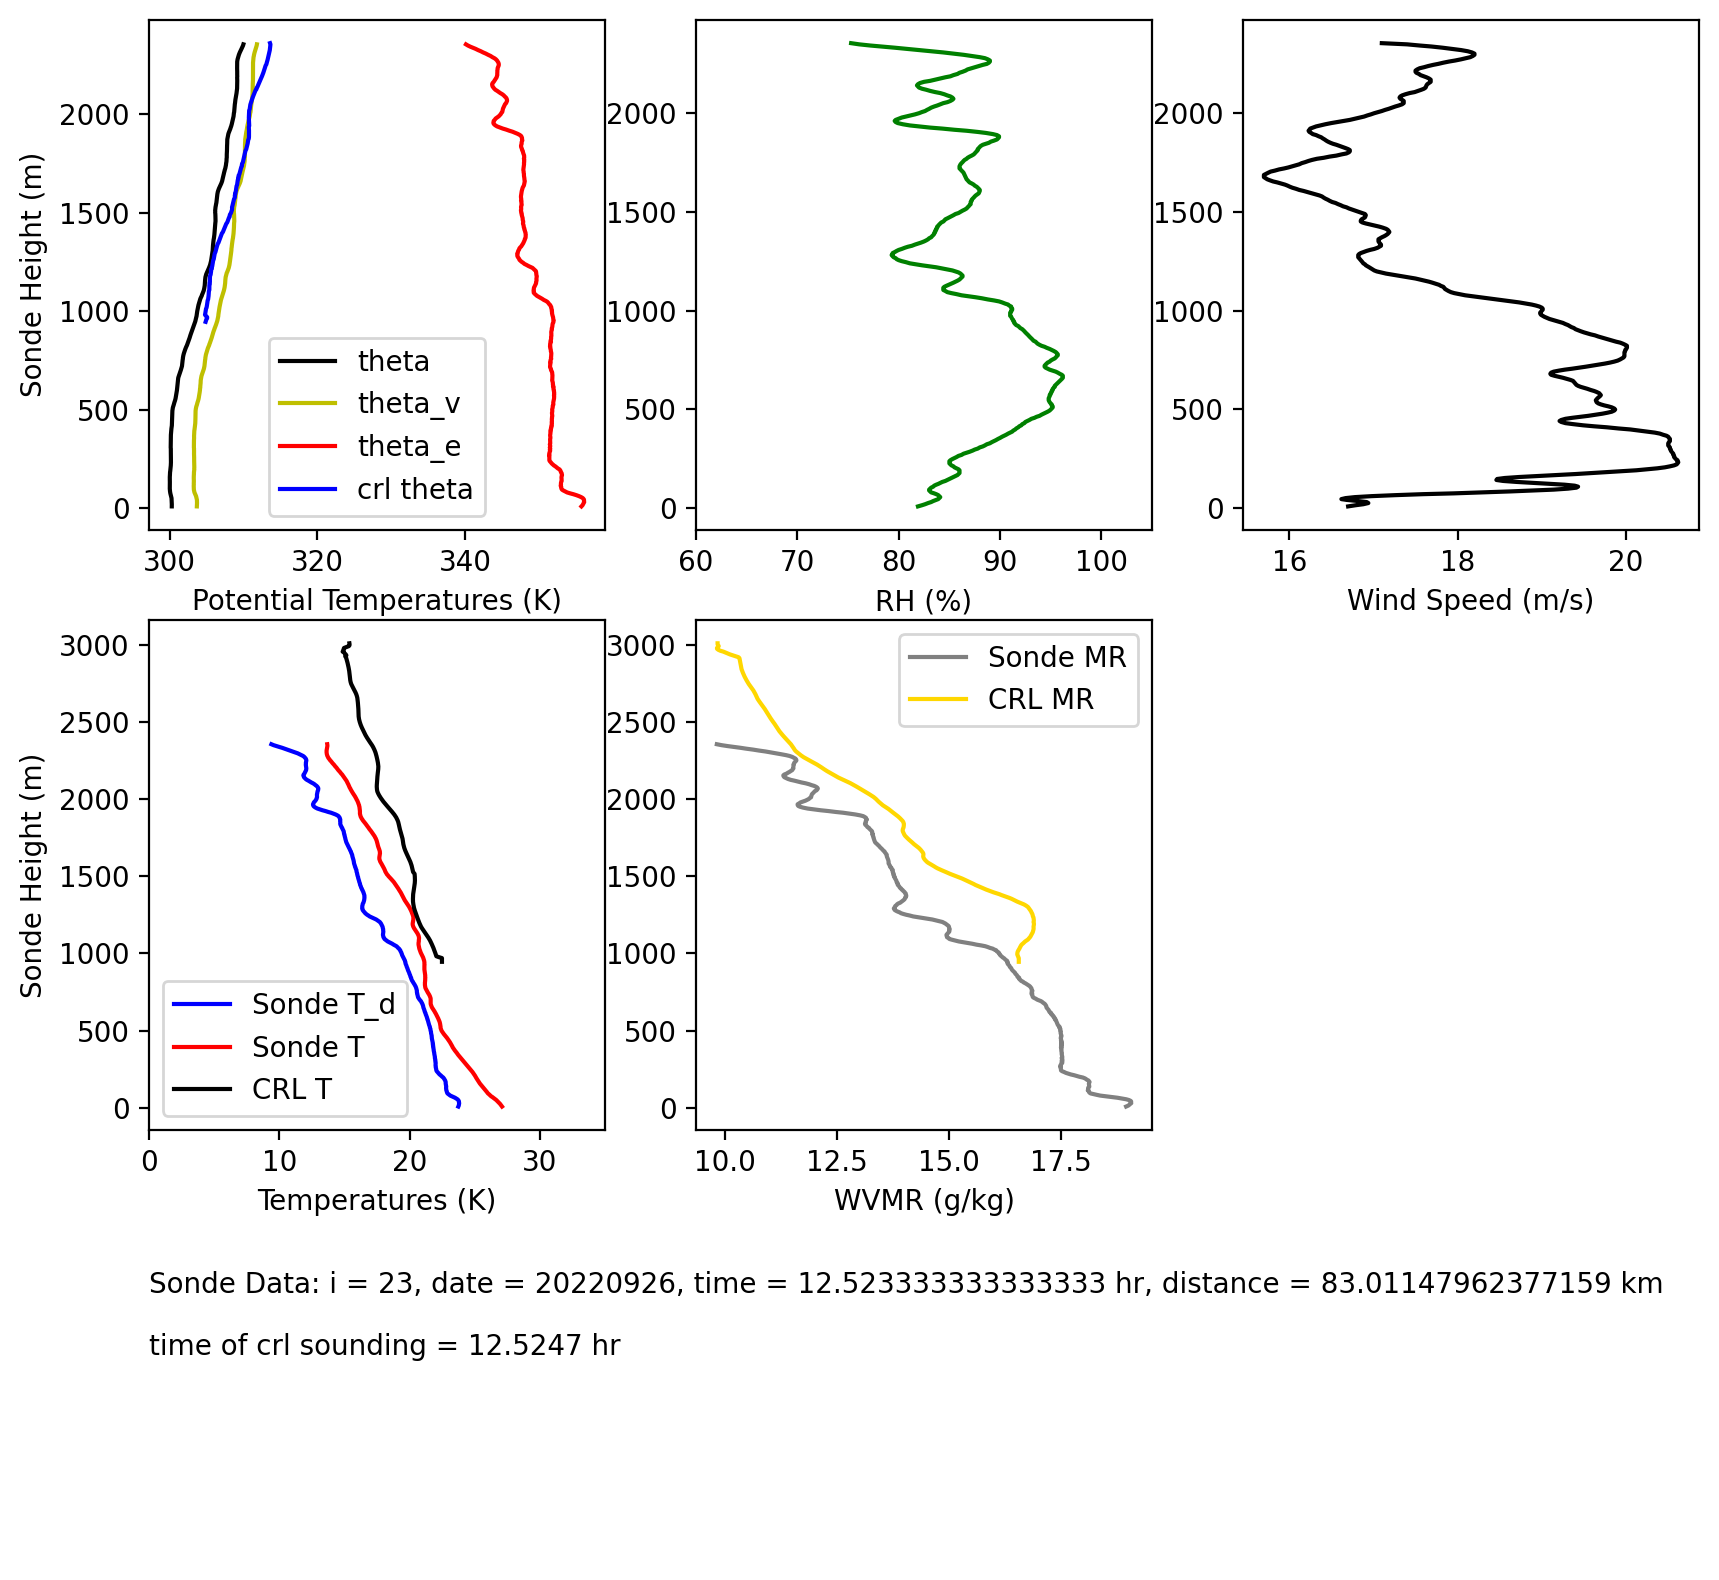 Sonde Height (m)
2000
1500
1000
500
0
300
320
340
Potential Temperatures (K)
theta
theta_v
theta_e
crl theta
2000
1500
1000
500
0
60
70
80
90
100
RH (%)
2000
1500
1000
500
0
16
18
20
Wind Speed (m/s)
Sonde Height (m)
3000
2500
2000
1500
1000
500
0
0
10
20
30
Temperatures (K)
Sonde T_d
Sonde T
CRL T
3000
2500
2000
1500
1000
500
0
10.0
12.5
15.0
17.5
WVMR (g/kg)
Sonde MR
CRL MR
Sonde Data: i = 23, date = 20220926, time = 12.523333333333333 hr, distance = 83.01147962377159 km
time of crl sounding = 12.5247 hr